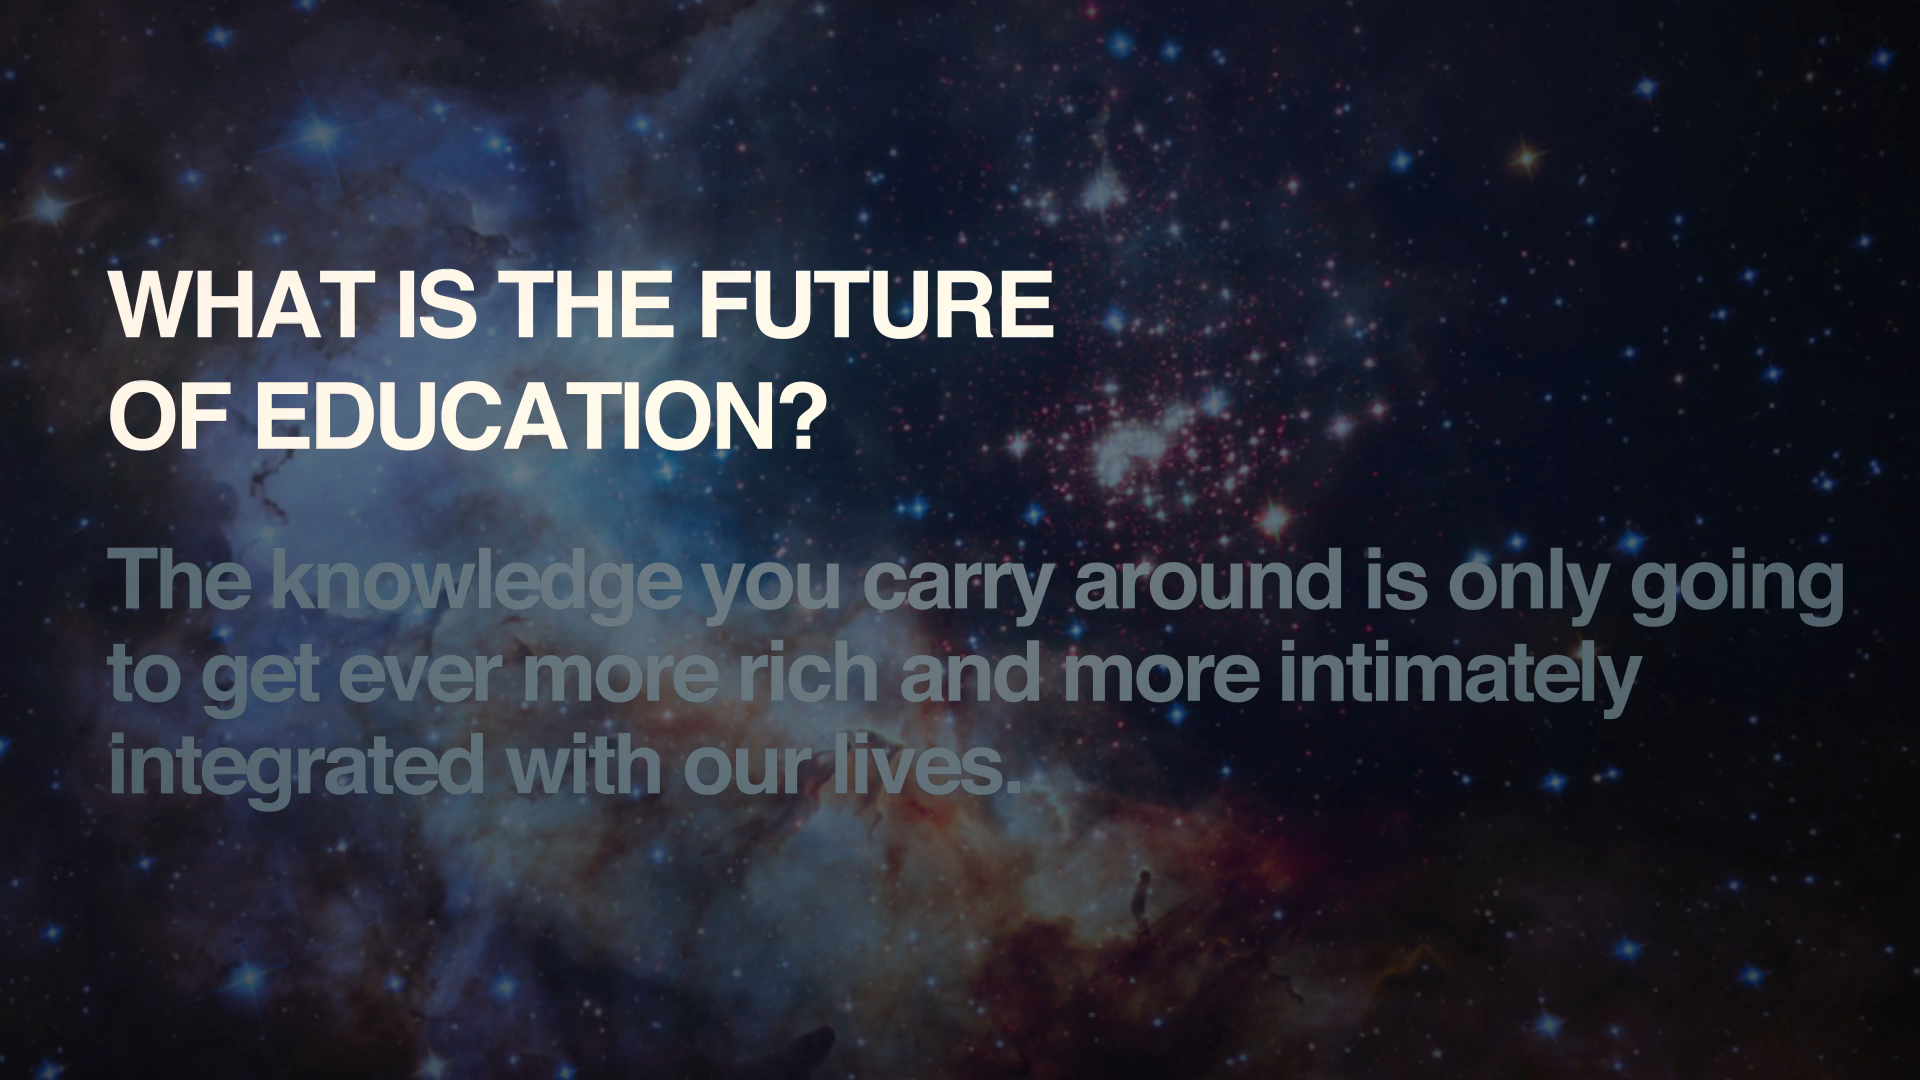 WHAT IS THE FUTURE
OF EDUCATION?
The knowledge you carry around is only going
to get ever more rich and more intimately
integrated with our lives.